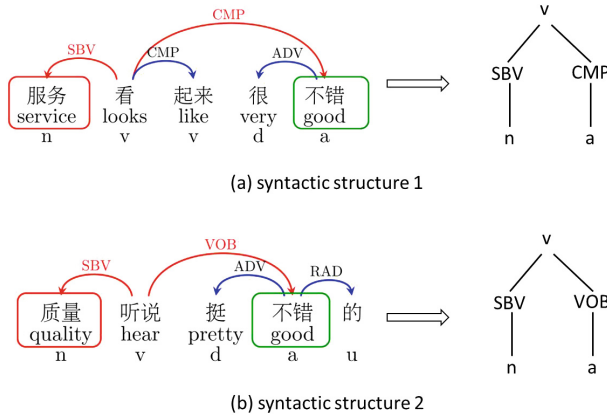 CMP
SBV CMP ADV
服务 看 起来 很 不错
service looks like very good
n v v d a
v
SBV CMP
n a
(a) syntactic structure 1
VOB
SBV ADV RAD
质量 听说 挺 不错 的
quality hear pretty good
n v d a u
v
SBV VOB
n a
(b) syntactic structure 2